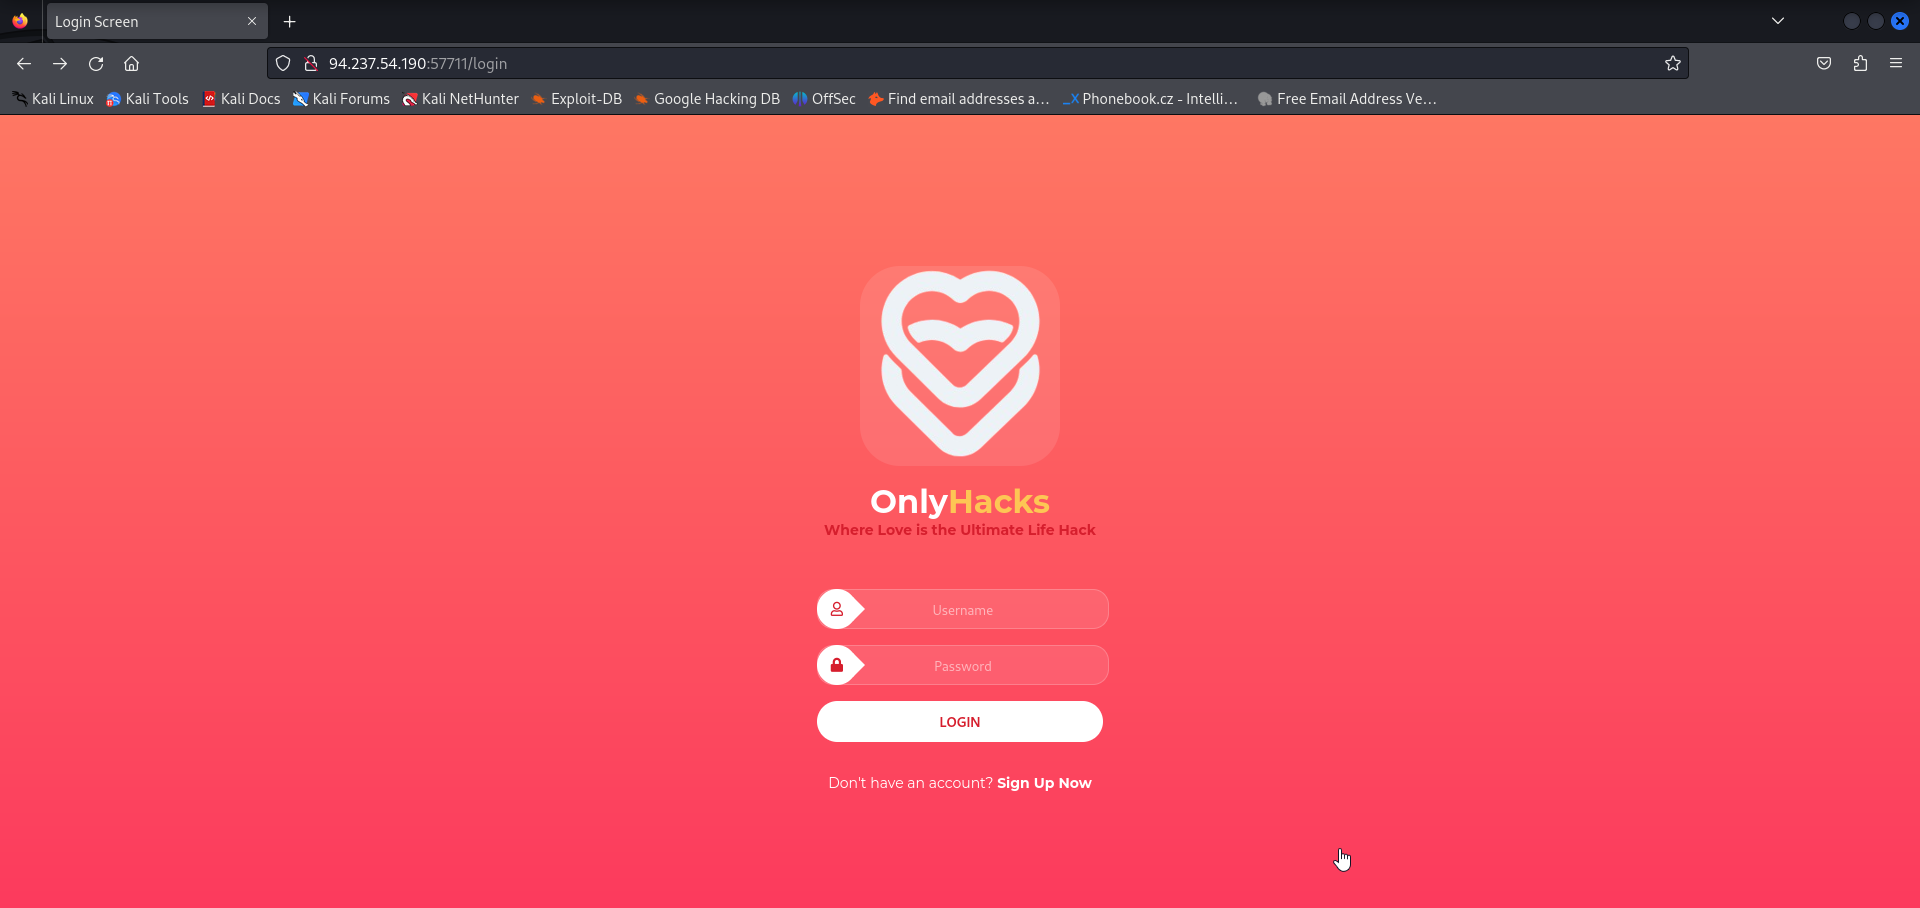 Login Screen
94.237.54.190:57711/login
Kali Linux Kali Tools Kali Docs Kali Forums Kali NetHunter Exploit-DB Google Hacking DB OffSec Find email addresses a... Phonebook.cz - Intelli... Free Email Address Ve...
OnlyHacks
Where Love is the Ultimate Life Hack
Username
Password
LOGIN
Don't have an account? Sign Up Now